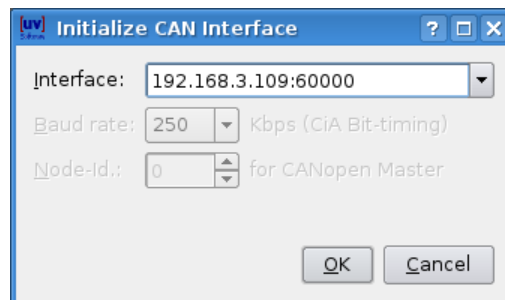 [uv] Initialize CAN Interface ?
Interface: 192.168.3.109:60000
Baud rate: 250 Kbps (CiA Bit-timing)
Node-Id.: 0 for CANopen Master
OK Cancel